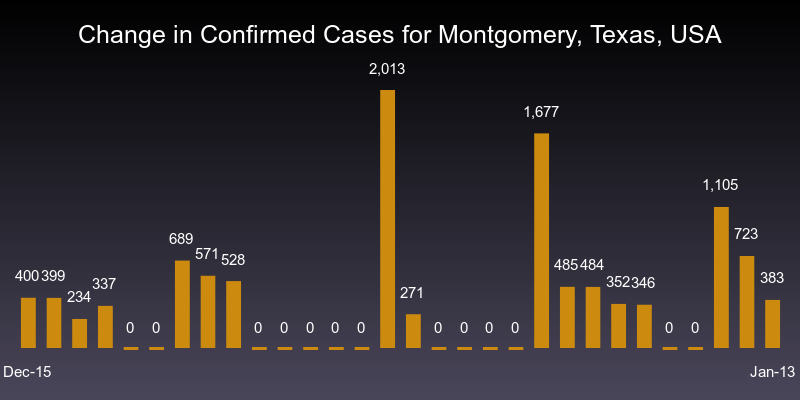 Change in Confirmed Cases for Montgomery, Texas, USA
400 399 234 337 0 0 689 571 528 0 0 0 0 0 2,013 271 0 0 0 0 1,677 485 484 352 346 0 0 1,105 723 383
Dec-15 Jan-13